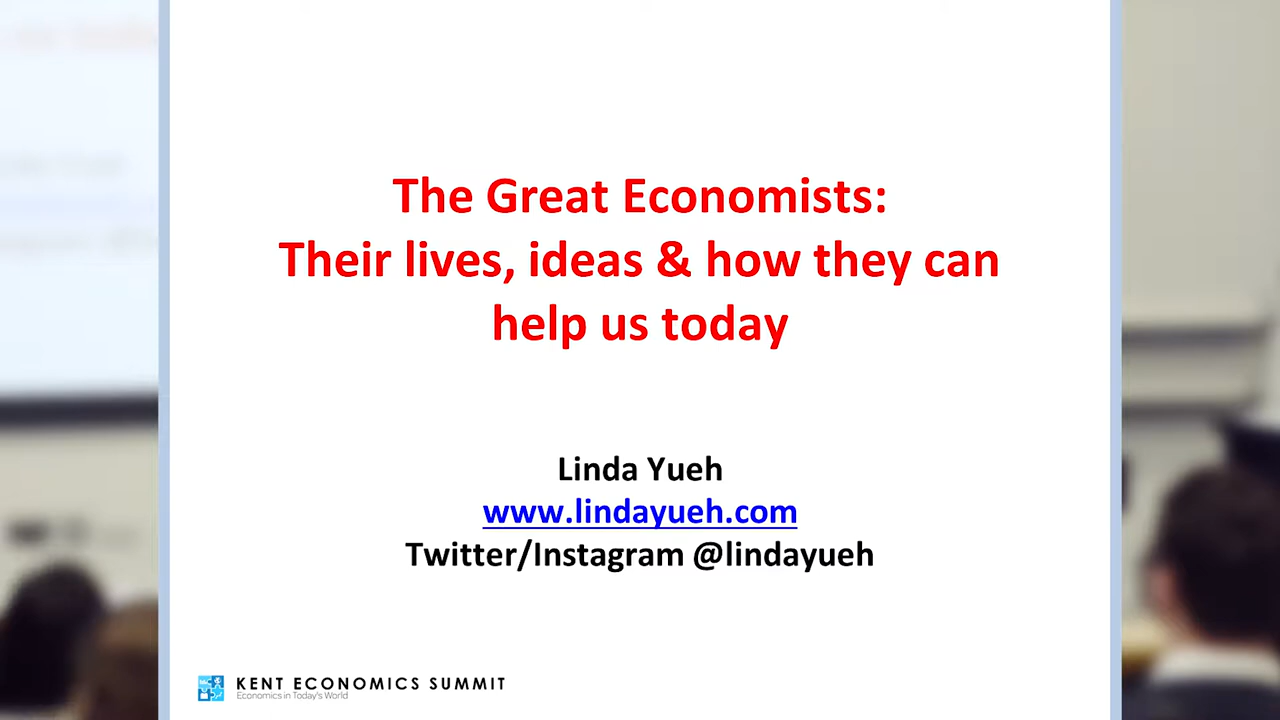 The Great Economists:
Their lives, ideas & how they can
help us today
Linda Yueh
www.lindayueh.com
Twitter/Instagram @lindayueh
KENT ECONOMICS SUMMIT
Economics in Today's World